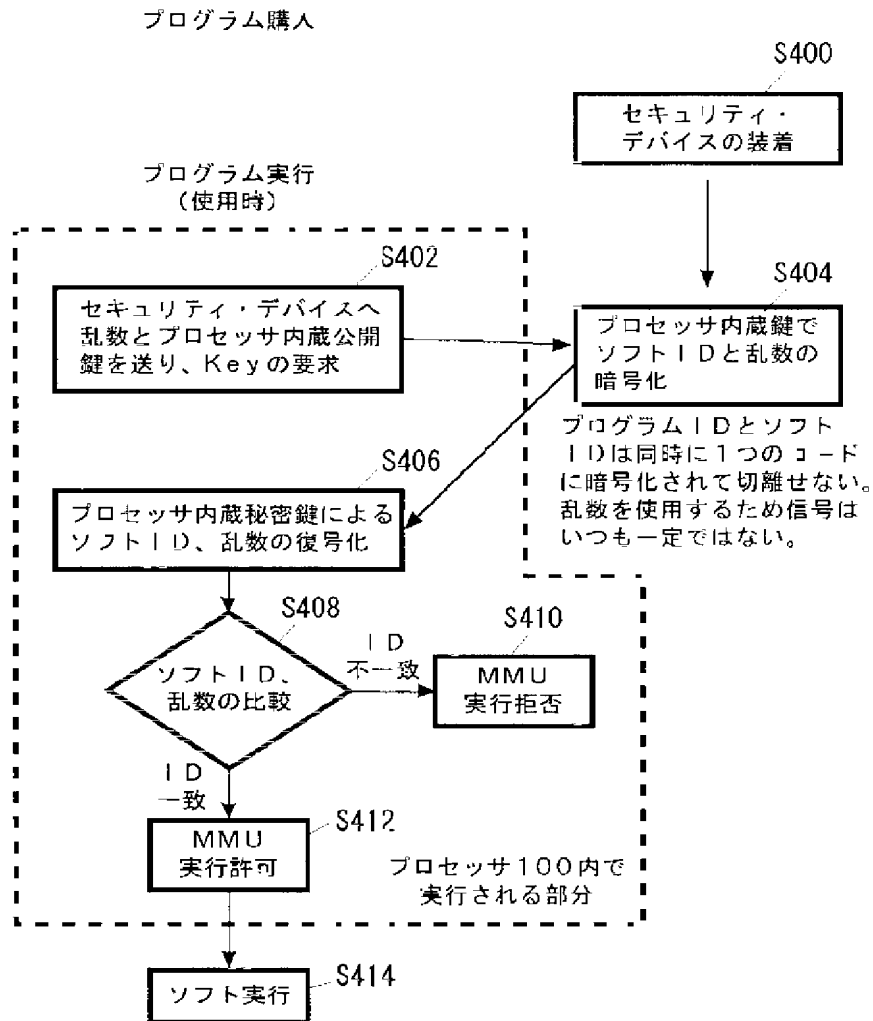 プログラム購入
S400
セキュリティ・
デバイスの装着
プログラム実行
(使用時)
S402
セキュリティ・デバイスへ
乱数とプロセッサ内蔵公開
鍵を送り、Keyの要求
S404
プロセッサ内蔵鍵で
ソフトIDと乱数の
暗号化
プログラムIDとソフト
IDは同時に1つのコード
に暗号化されて切離せない。
乱数を使用するため信号は
いつも一定ではない。
S406
プロセッサ内蔵秘密鍵による
ソフトID、乱数の復号化
S408
ソフトID、
乱数の比較
ID
不一致
S410
MMU
実行拒否
ID
一致
S412
MMU
実行許可
プロセッサ100内で
実行される部分
S414
ソフト実行